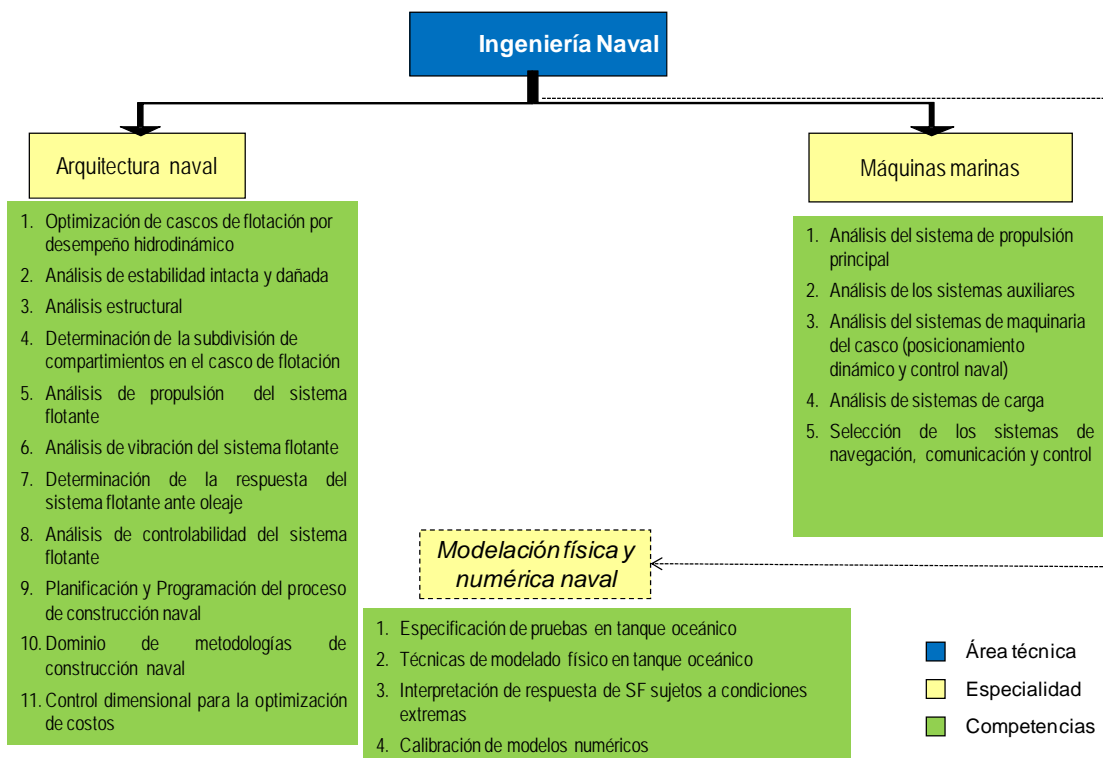 Ingeniería Naval
Arquitectura naval
1. Optimización de cascos de flotación por
desempeño hidrodinámico
2. Análisis de estabilidad intacta y dañada
3. Análisis estructural
4. Determinación de la subdivisión de
compartimientos en el casco de flotación
5. Análisis de propulsión del sistema
flotante
6. Análisis de vibración del sistema flotante
7. Determinación de la respuesta del
sistema flotante ante oleaje
8. Análisis de controlabilidad del sistema
flotante
9. Planificación y Programación del proceso
de construcción naval
10. Dominio de metodologías de
construcción naval
11. Control dimensional para la optimización
de costos
Máquinas marinas
1. Análisis del sistema de propulsión
principal
2. Análisis de los sistemas auxiliares
3. Análisis del sistemas de maquinaria
del casco (posicionamiento
dinámico y control naval)
4. Análisis de sistemas de carga
5. Selección de los sistemas de
navegación, comunicación y control
Modelación física y
numérica naval
1. Especificación de pruebas en tanque oceánico
2. Técnicas de modelado físico en tanque oceánico
3. Interpretación de respuesta de SF sujetos a condiciones
extremas
4. Calibración de modelos numéricos
Área técnica
Especialidad
Competencias